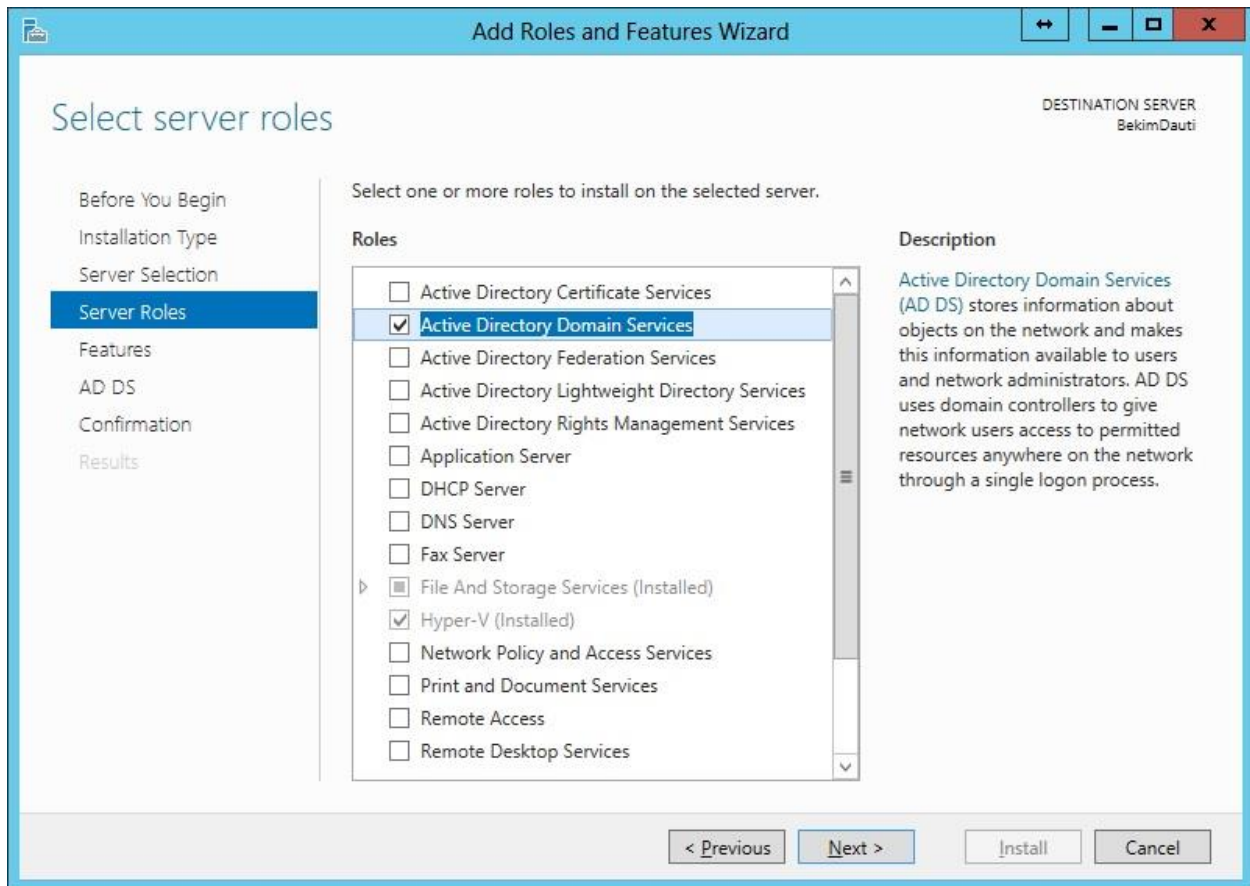 Add Roles and Features Wizard
Select server roles
DESTINATION SERVER
BekimDauti
Before You Begin
Installation Type
Server Selection
Server Roles
Features
AD DS
Confirmation
Results
Select one or more roles to install on the selected server.
Roles
Active Directory Certificate Services
Active Directory Domain Services
Active Directory Federation Services
Active Directory Lightweight Directory Services
Active Directory Rights Management Services
Application Server
DHCP Server
DNS Server
Fax Server
File And Storage Services (Installed)
Hyper-V (Installed)
Network Policy and Access Services
Print and Document Services
Remote Access
Remote Desktop Services
Description
Active Directory Domain Services
(AD DS) stores information about
objects on the network and makes
this information available to users
and network administrators. AD DS
uses domain controllers to give
network users access to permitted
resources anywhere on the network
through a single logon process.
< Previous
Next >
Install
Cancel